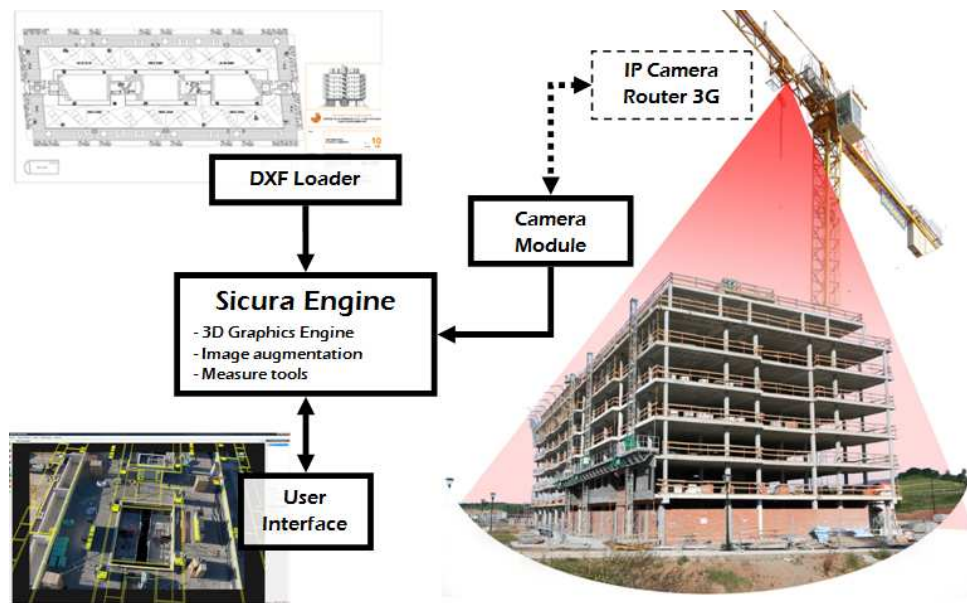 IP Camera
Router 3G
DXF Loader
Camera
Module
Sicura Engine
- 3D Graphics Engine
- Image augmentation
- Measure tools
User
Interface
10